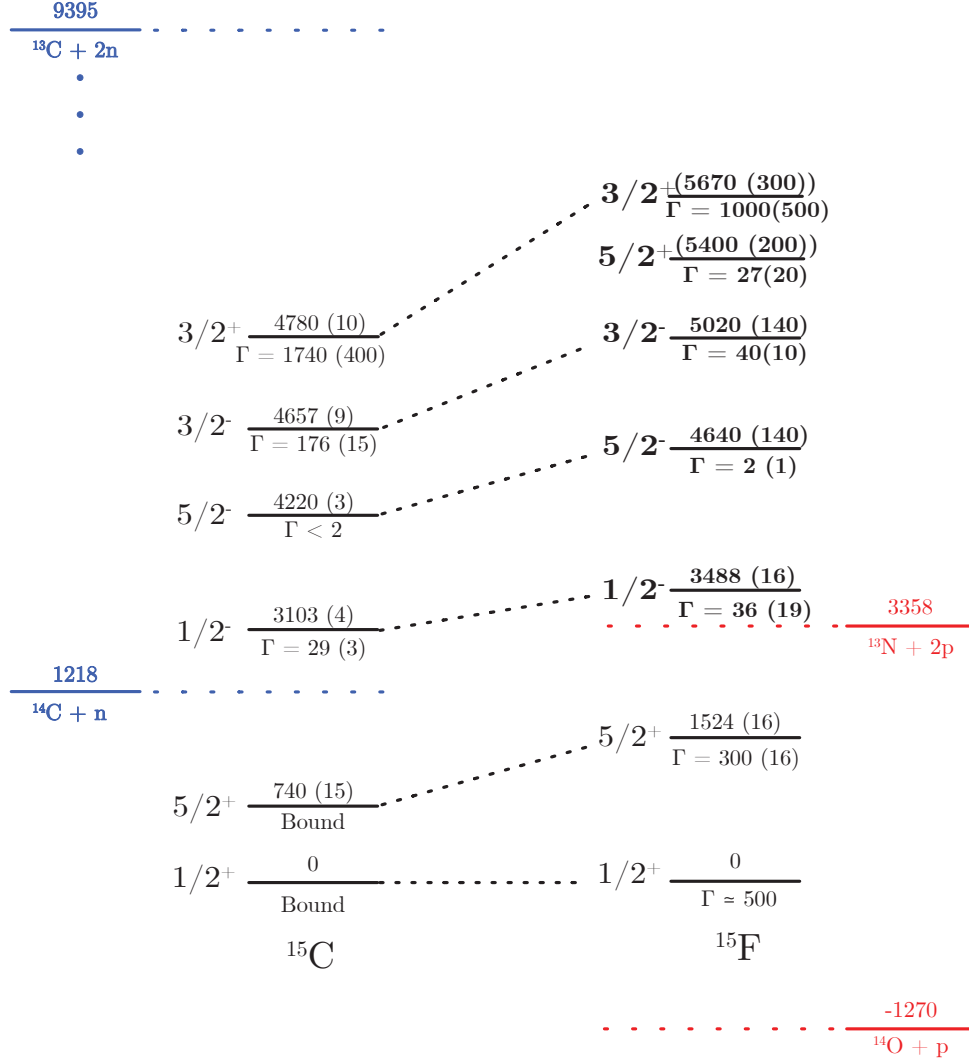 9395
¹³C + 2n
3/2⁺ (5670 (300))
Γ = 1000(500)
5/2⁺ (5400 (200))
Γ = 27(20)
3/2⁺ 4780 (10)
Γ = 1740 (400)
3/2⁻ 5020 (140)
Γ = 40(10)
3/2⁻ 4657 (9)
Γ = 176 (15)
5/2⁻ 4640 (140)
Γ = 2 (1)
5/2⁻ 4220 (3)
Γ < 2
1/2⁻ 3488 (16)
Γ = 36 (19)
3358
¹³N + 2p
1/2⁻ 3103 (4)
Γ = 29 (3)
1218
¹⁴C + n
5/2⁺ 1524 (16)
Γ = 300 (16)
5/2⁺ 740 (15)
Bound
1/2⁺ 0
Bound
1/2⁺ 0
Γ ≃ 500
¹⁵C
¹⁵F
-1270
¹⁴O + p